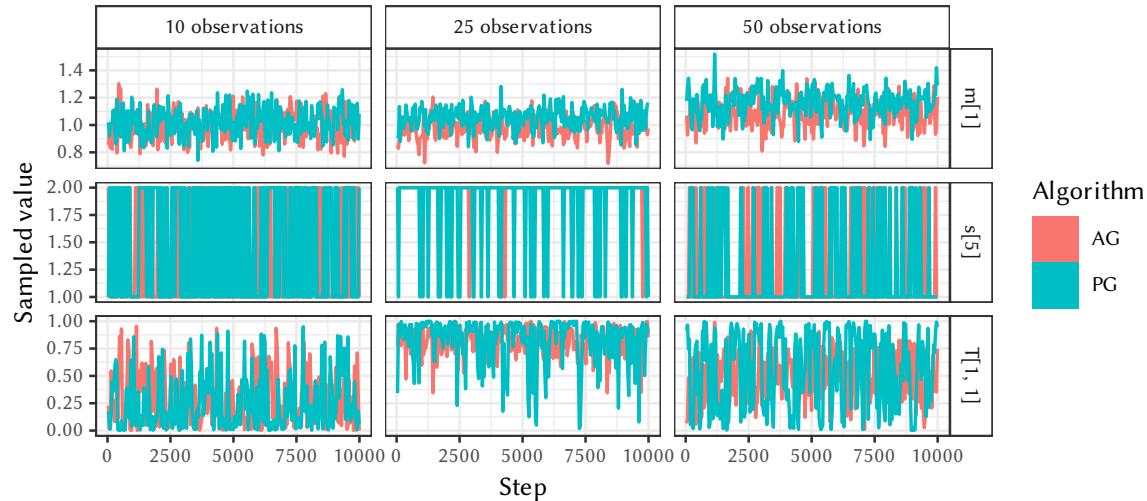 10 observations
25 observations
50 observations
1.4
1.2
1.0
0.8
m[1]
2.00
1.75
1.50
1.25
1.00
s[5]
1.00
0.75
0.50
0.25
0.00
T[1, 1]
0 2500 5000 7500 10000
0 2500 5000 7500 10000
0 2500 5000 7500 10000
Step
Sampled value
Algorithm
AG
PG